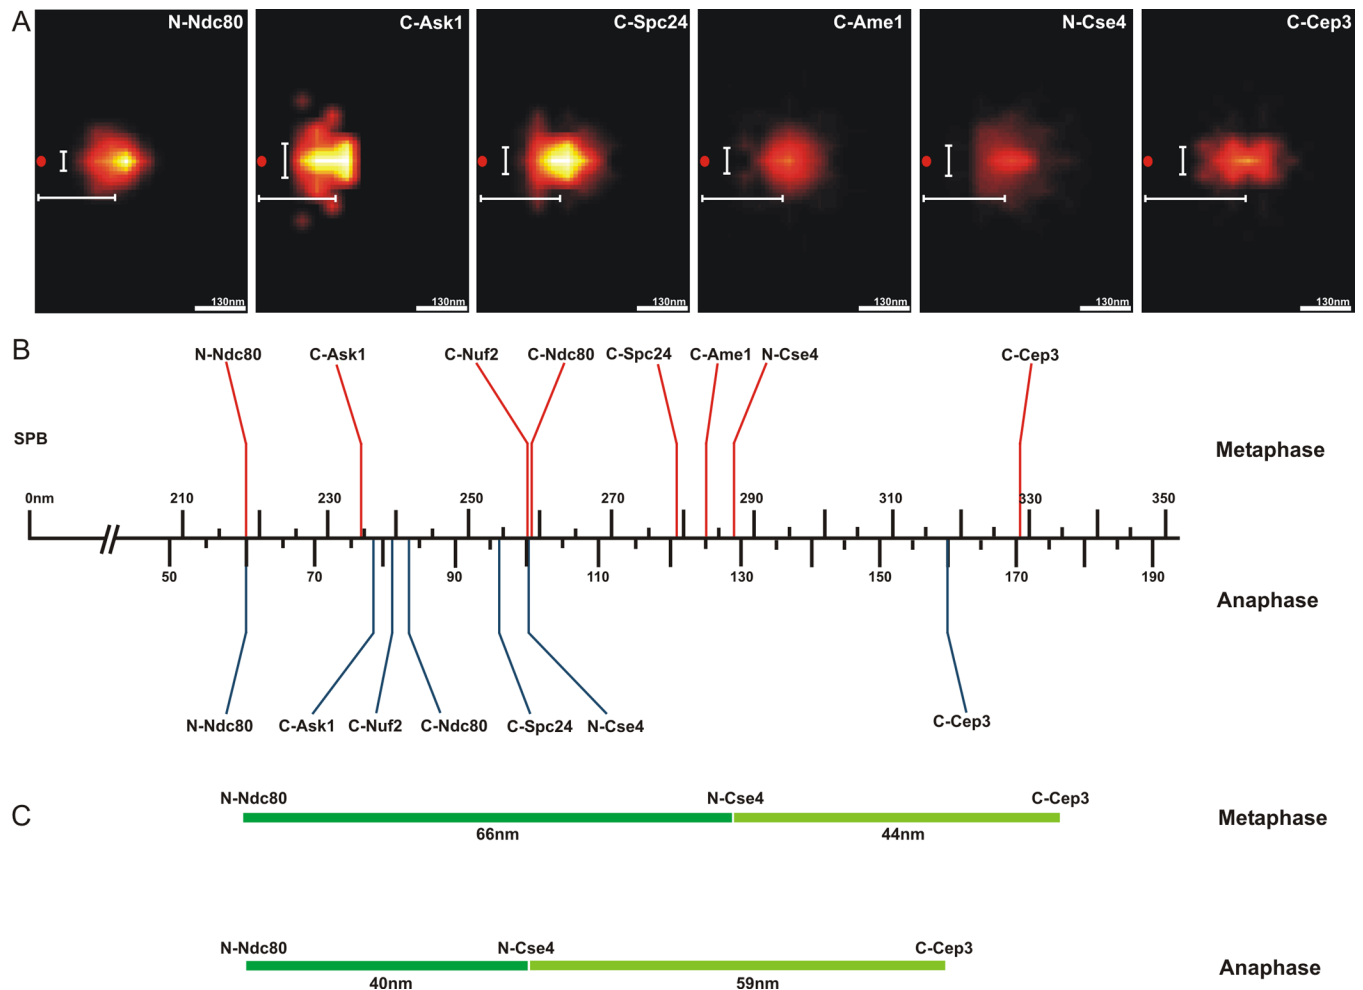 A
N-Ndc80 C-Ask1 C-Spc24 C-Ame1 N-Cse4 C-Cep3
130nm 130nm 130nm 130nm 130nm 130nm
B
N-Ndc80 C-Ask1 C-Nuf2 C-Ndc80 C-Spc24 C-Ame1 N-Cse4 C-Cep3
SPB
Metaphase
0nm 210 230 250 270 290 310 330 350
50 70 90 110 130 150 170 190
Anaphase
N-Ndc80 C-Ask1 C-Nuf2 C-Ndc80 C-Spc24 N-Cse4 C-Cep3
C
N-Ndc80 N-Cse4 C-Cep3
Metaphase
66nm 44nm
N-Ndc80 N-Cse4 C-Cep3
Anaphase
40nm 59nm